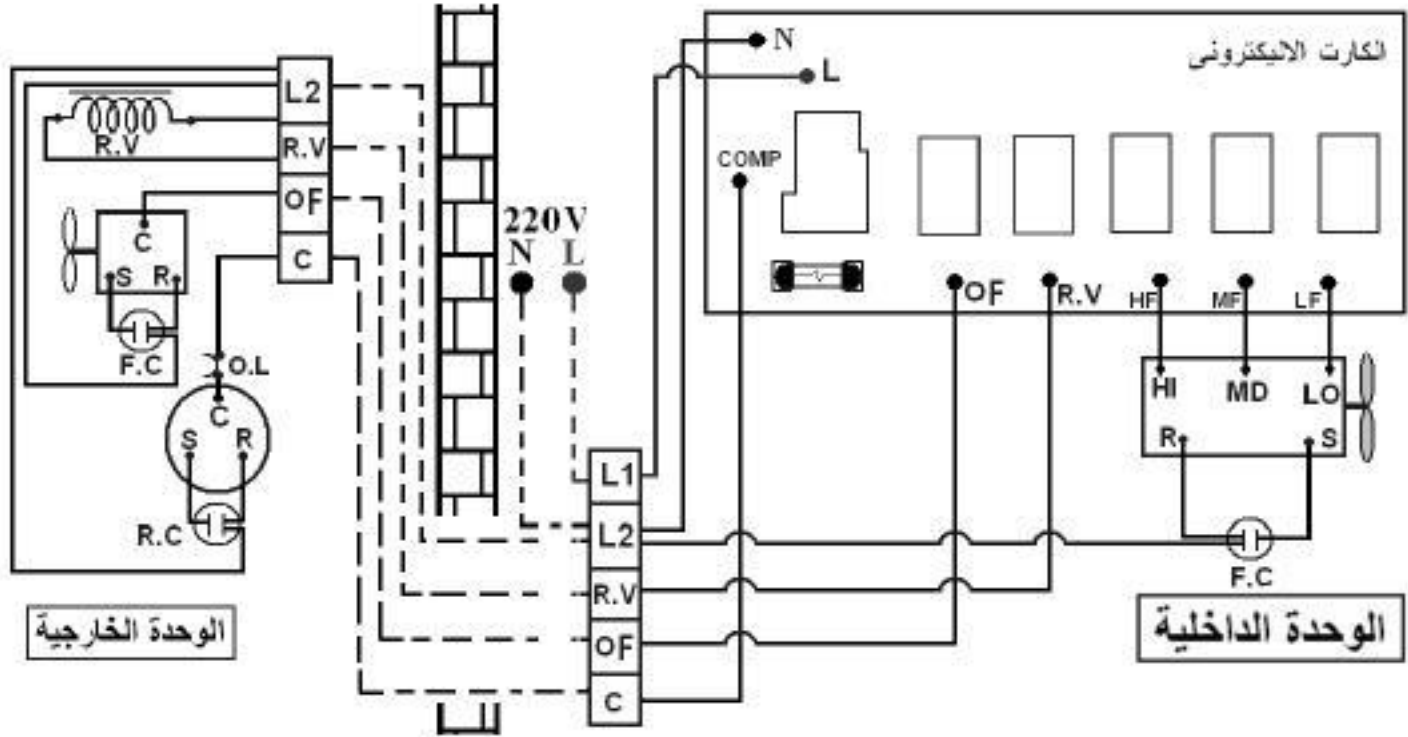 الكارت الاليكترونى
N
L
COMP
OF
R.V
HF
MF
LF
HI
MD
LO
R
S
F.C
الوحدة الداخلية
220V
N
L
L1
L2
R.V
OF
C
L2
R.V
OF
C
R.V
C
S
R
F.C
O.L
C
S
R
R.C
الوحدة الخارجية